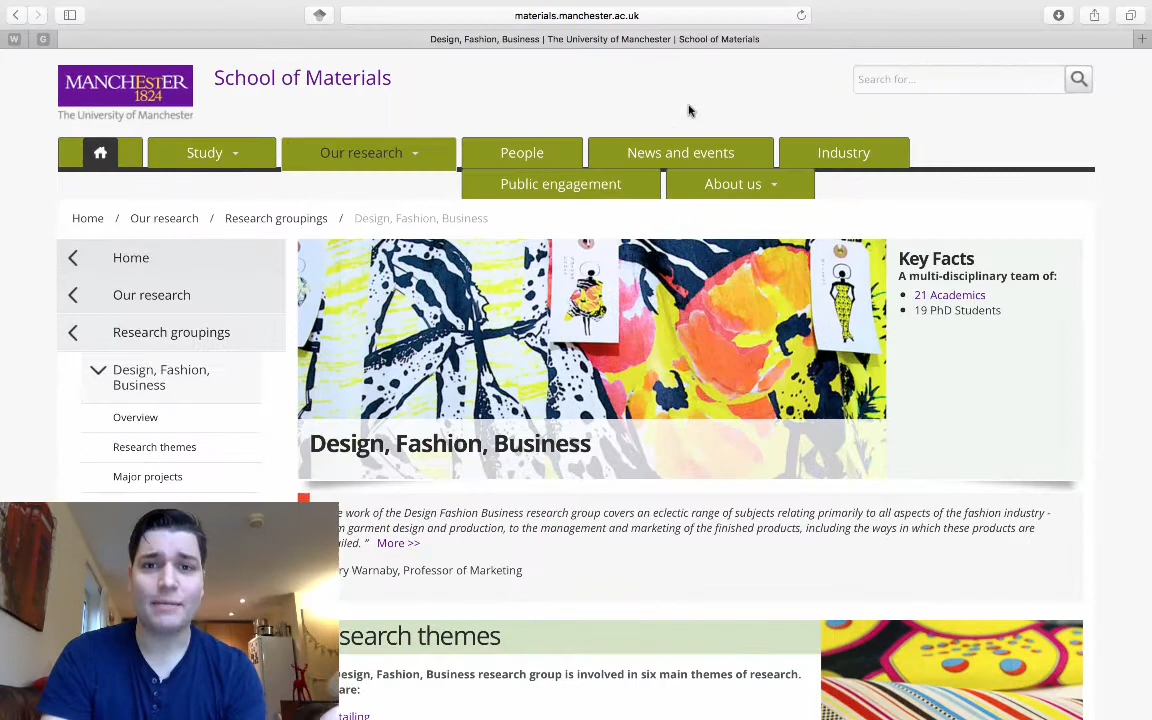 materials.manchester.ac.uk
W
G
Design, Fashion, Business | The University of Manchester | School of Materials
MANCHESTER
1824
The University of Manchester
School of Materials
Search for...
Study
Our research
People
News and events
Industry
Public engagement
About us
Home / Our research / Research groupings / Design, Fashion, Business
Home
Our research
Research groupings
Design, Fashion,
Business
Overview
Research themes
Major projects
Design, Fashion, Business
Key Facts
A multi-disciplinary team of:
21 Academics
19 PhD Students
work of the Design Fashion Business research group covers an eclectic range of subjects relating primarily to all aspects of the fashion industry -
garment design and production, to the management and marketing of the finished products, including the ways in which these products are
More >>
Warnaby, Professor of Marketing
search themes
esign, Fashion, Business research group is involved in six main themes of research.
are:
tailing